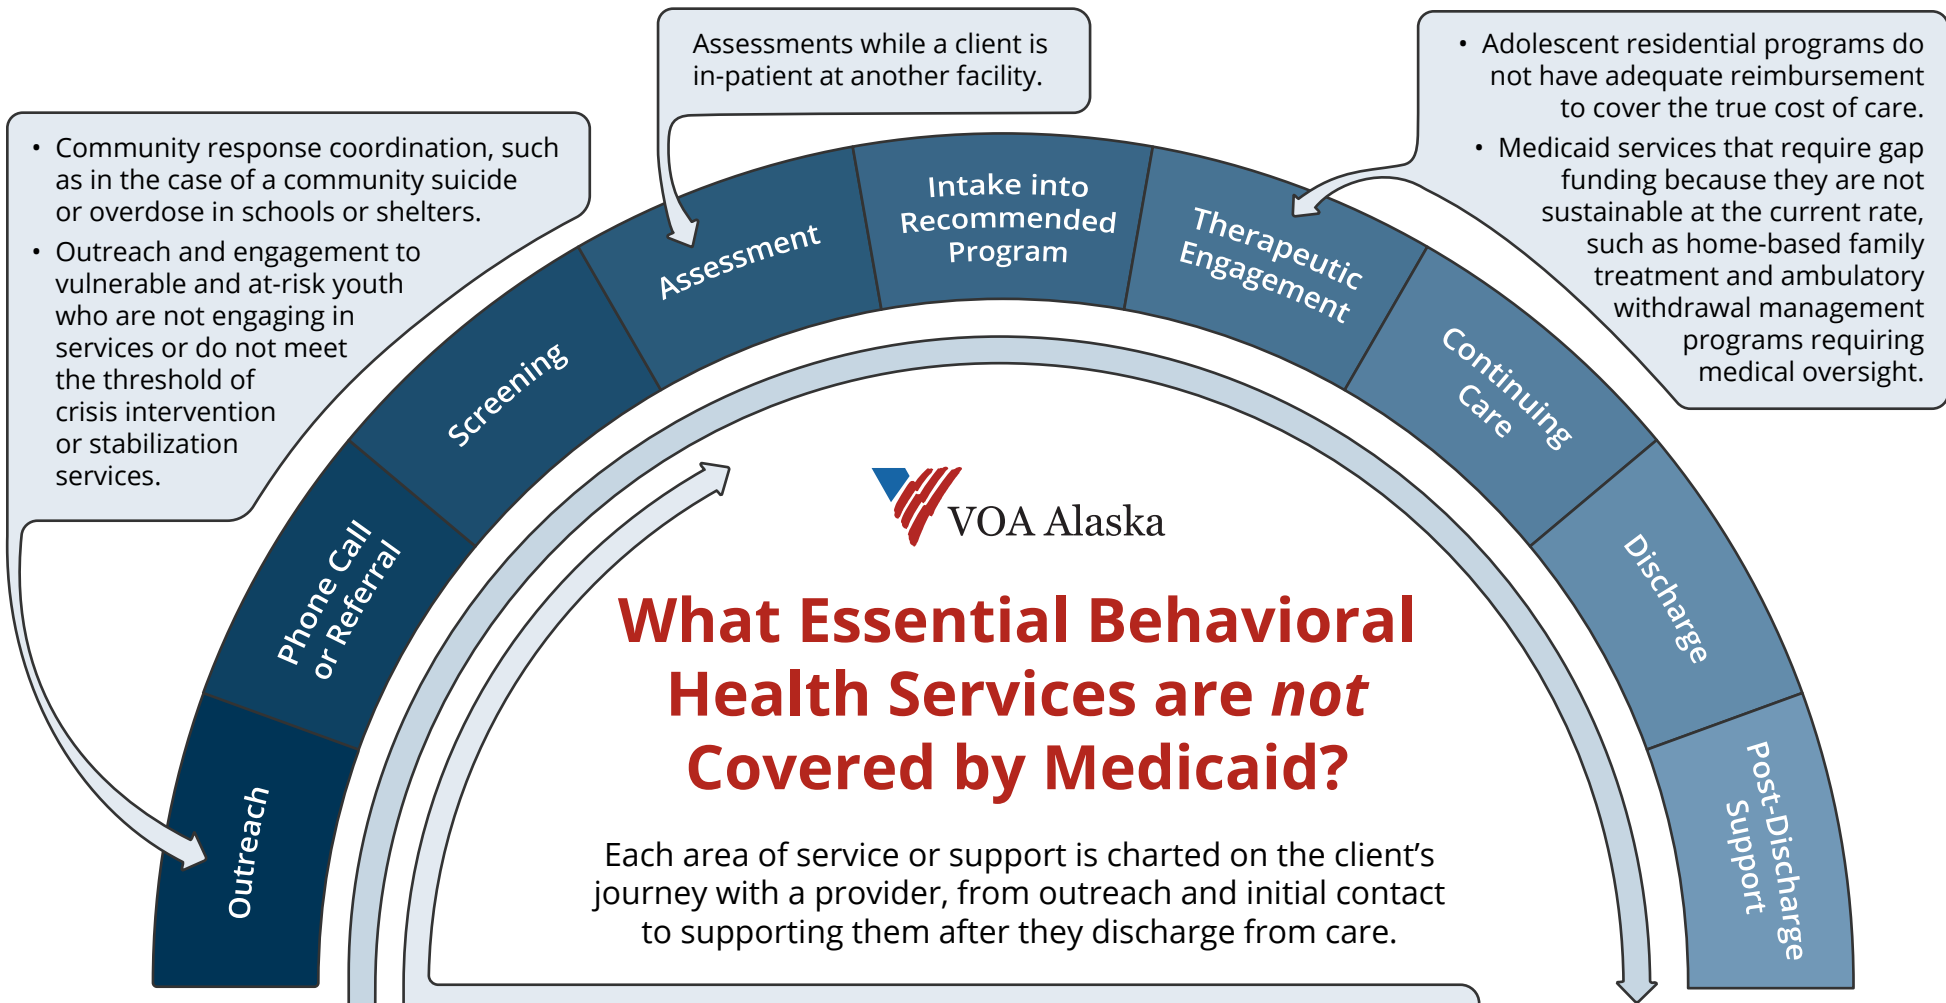 Assessments while a client is
in-patient at another facility.
• Adolescent residential programs do
not have adequate reimbursement
to cover the true cost of care.
• Medicaid services that require gap
funding because they are not
sustainable at the current rate,
such as home-based family
treatment and ambulatory
withdrawal management
programs requiring
medical oversight.
• Community response coordination, such
as in the case of a community suicide
or overdose in schools or shelters.
• Outreach and engagement to
vulnerable and at-risk youth
who are not engaging in
services or do not meet
the threshold of
crisis intervention
or stabilization
services.
Outreach
Phone Call
or Referral
Screening
Assessment
Intake into
Recommended
Program
Therapeutic
Engagement
Continuing
Care
Discharge
Post-Discharge
Support
VOA Alaska
What Essential Behavioral
Health Services are not
Covered by Medicaid?
Each area of service or support is charted on the client’s
journey with a provider, from outreach and initial contact
to supporting them after they discharge from care.